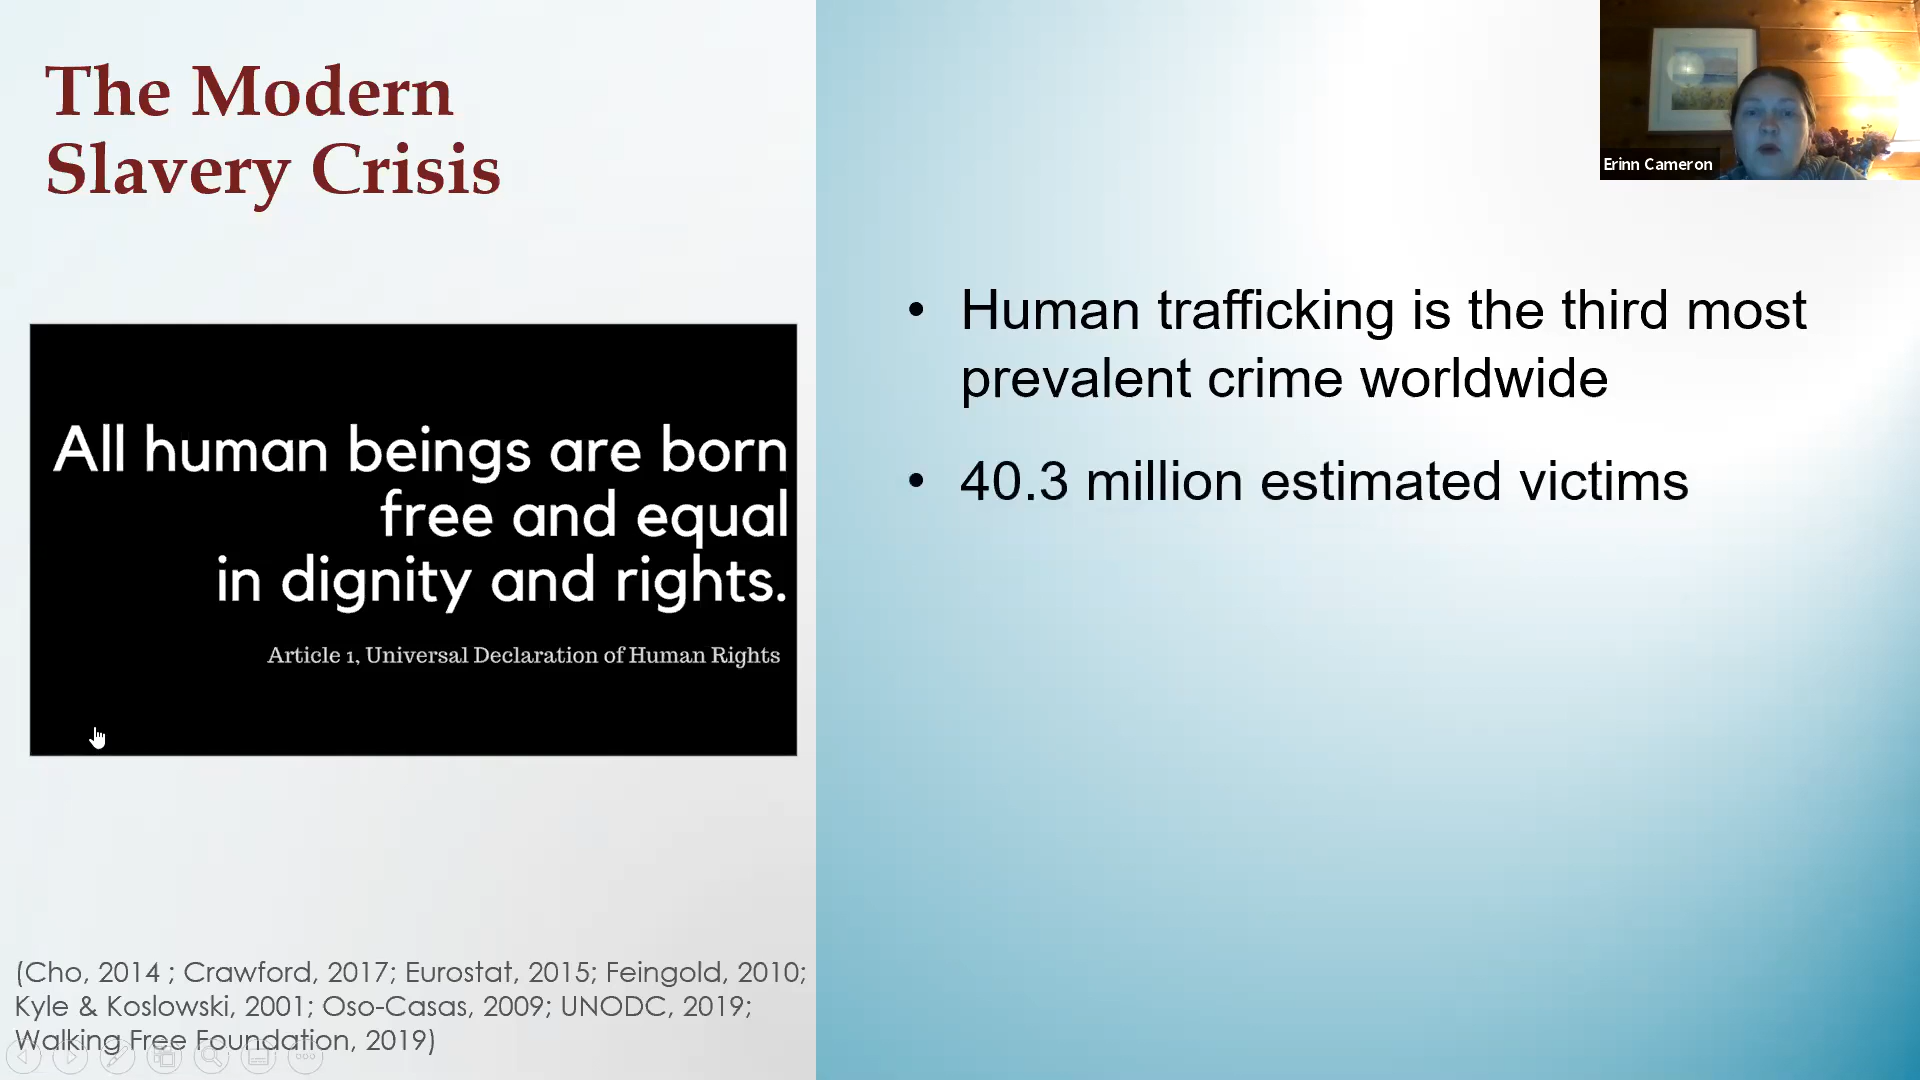 The Modern
Slavery Crisis
All human beings are born
free and equal
in dignity and rights.
Article 1, Universal Declaration of Human Rights
(Cho, 2014 ; Crawford, 2017; Eurostat, 2015; Feingold, 2010;
Kyle & Koslowski, 2001; Oso-Casas, 2009; UNODC, 2019;
Walking Free Foundation, 2019)
• Human trafficking is the third most
prevalent crime worldwide
• 40.3 million estimated victims
Erinn Cameron